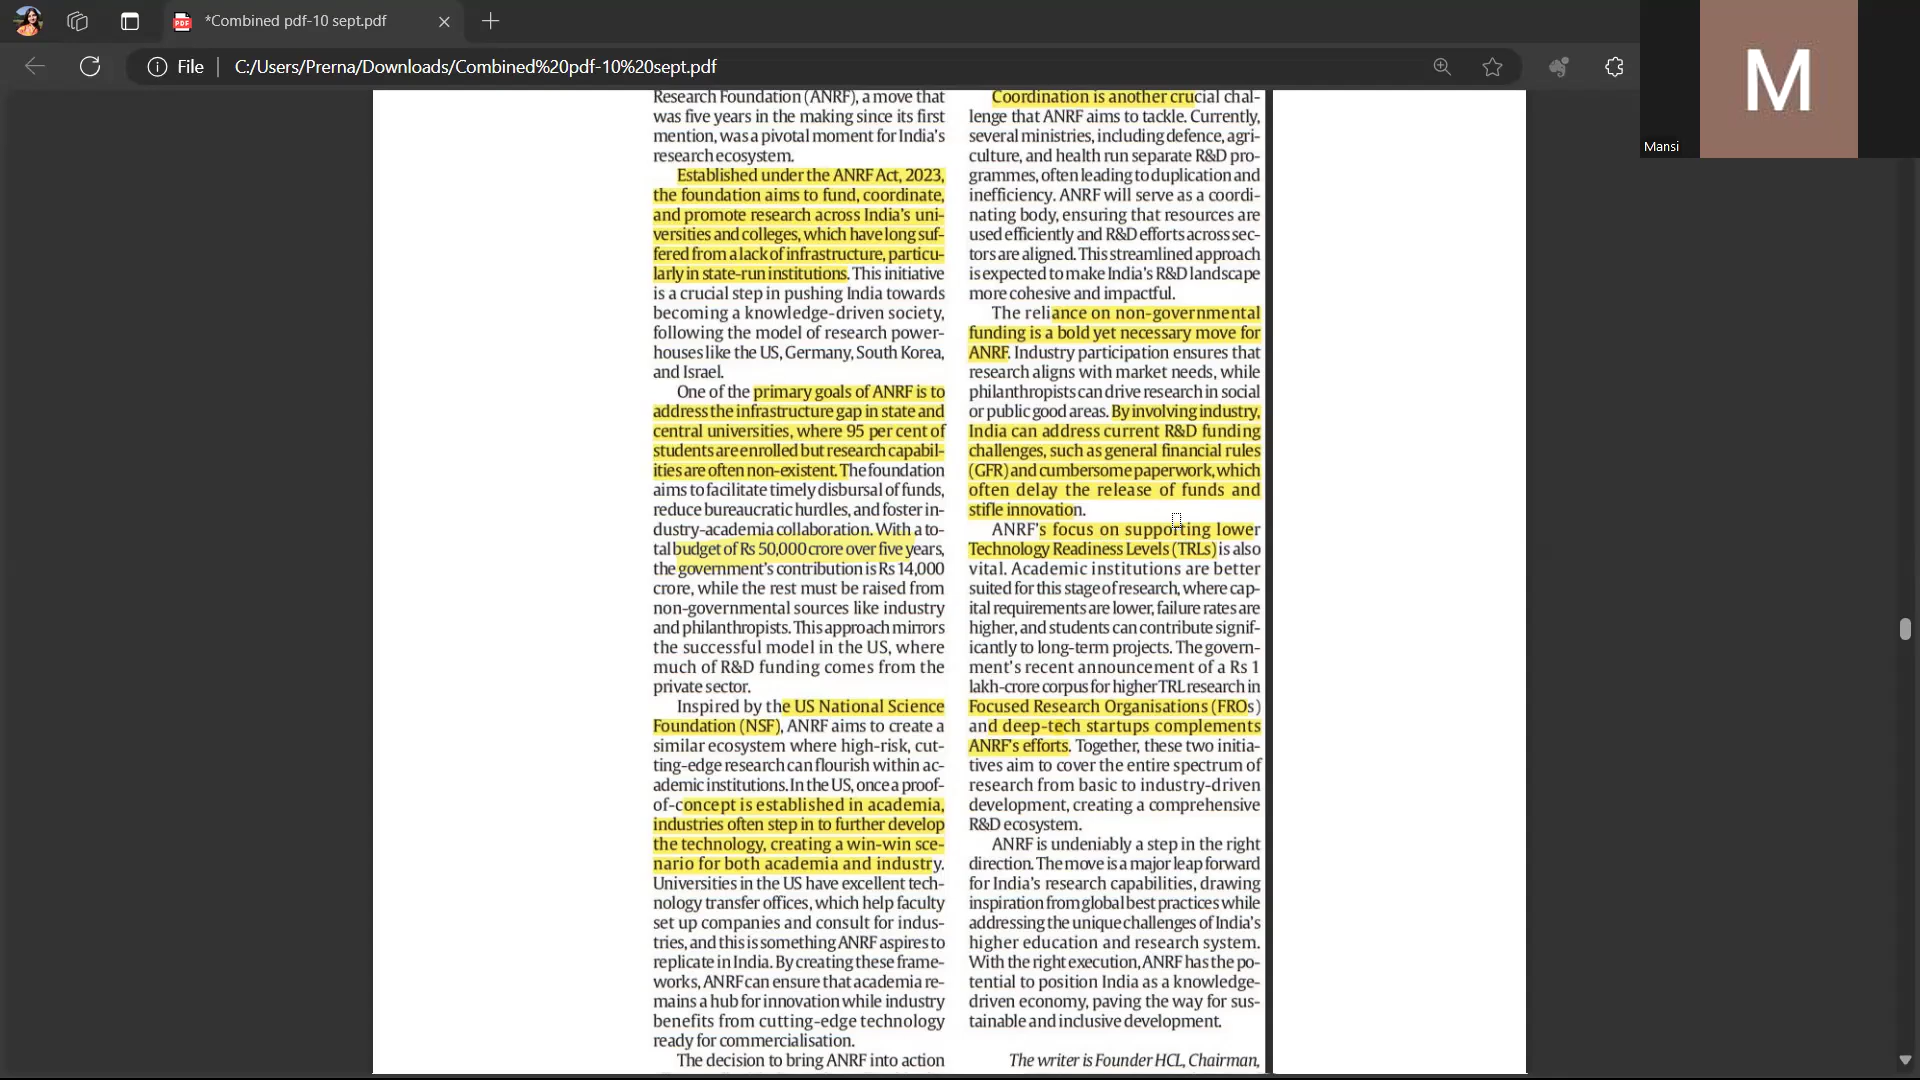 *Combined pdf-10 sept.pdf
File
C:/Users/Prerna/Downloads/Combined%20pdf-10%20sept.pdf
M
Mansi
Research Foundation (ANRF), a move that
was five years in the making since its first
mention, was a pivotal moment for India's
research ecosystem.
Established under the ANRF Act, 2023,
the foundation aims to fund, coordinate,
and promote research across India's uni-
versities and colleges, which have long suf-
fered from a lack of infrastructure, particu-
larly in state-run institutions. This initiative
is a crucial step in pushing India towards
becoming a knowledge-driven society,
following the model of research power-
houses like the US, Germany, South Korea,
and Israel.
One of the primary goals of ANRF is to
address the infrastructure gap in state and
central universities, where 95 per cent of
students are enrolled but research capabil-
ities are often non-existent. The foundation
aims to facilitate timely disbursal of funds,
reduce bureaucratic hurdles, and foster in-
dustry-academia collaboration. With a to-
tal budget of Rs 50,000 crore over five years,
the government's contribution is Rs 14,000
crore, while the rest must be raised from
non-governmental sources like industry
and philanthropists. This approach mirrors
the successful model in the US, where
much of R&D funding comes from the
private sector.
Inspired by the US National Science
Foundation (NSF), ANRF aims to create a
similar ecosystem where high-risk, cut-
ting-edge research can flourish within ac-
ademic institutions. In the US, once a proof-
of-concept is established in academia,
industries often step in to further develop
the technology, creating a win-win sce-
nario for both academia and industry.
Universities in the US have excellent tech-
nology transfer offices, which help faculty
set up companies and consult for indus-
tries, and this is something ANRF aspires to
replicate in India. By creating these frame-
works, ANRF can ensure that academia re-
mains a hub for innovation while industry
benefits from cutting-edge technology
ready for commercialisation.
The decision to bring ANRF into action
Coordination is another crucial chal-
lenge that ANRF aims to tackle. Currently,
several ministries, including defence, agri-
culture, and health run separate R&D pro-
grammes, often leading to duplication and
inefficiency. ANRF will serve as a coordi-
nating body, ensuring that resources are
used efficiently and R&D efforts across sec-
tors are aligned. This streamlined approach
is expected to make India's R&D landscape
more cohesive and impactful.
The reliance on non-governmental
funding is a bold yet necessary move for
ANRF. Industry participation ensures that
research aligns with market needs, while
philanthropists can drive research in social
or public good areas. By involving industry,
India can address current R&D funding
challenges, such as general financial rules
(GFR) and cumbersome paperwork, which
often delay the release of funds and
stifle innovation.
ANRF's focus on supporting lower
Technology Readiness Levels (TRLs) is also
vital. Academic institutions are better
suited for this stage of research, where cap-
ital requirements are lower, failure rates are
higher, and students can contribute signif-
icantly to long-term projects. The govern-
ment's recent announcement of a Rs 1
lakh-crore corpus for higher TRL research in
Focused Research Organisations (FROs)
and deep-tech startups complements
ANRF's efforts. Together, these two initia-
tives aim to cover the entire spectrum of
research from basic to industry-driven
development, creating a comprehensive
R&D ecosystem.
ANRF is undeniably a step in the right
direction. The move is a major leap forward
for India's research capabilities, drawing
inspiration from global best practices while
addressing the unique challenges of India's
higher education and research system.
With the right execution, ANRF has the po-
tential to position India as a knowledge-
driven economy, paving the way for sus-
tainable and inclusive development.
The writer is Founder HCL, Chairman,